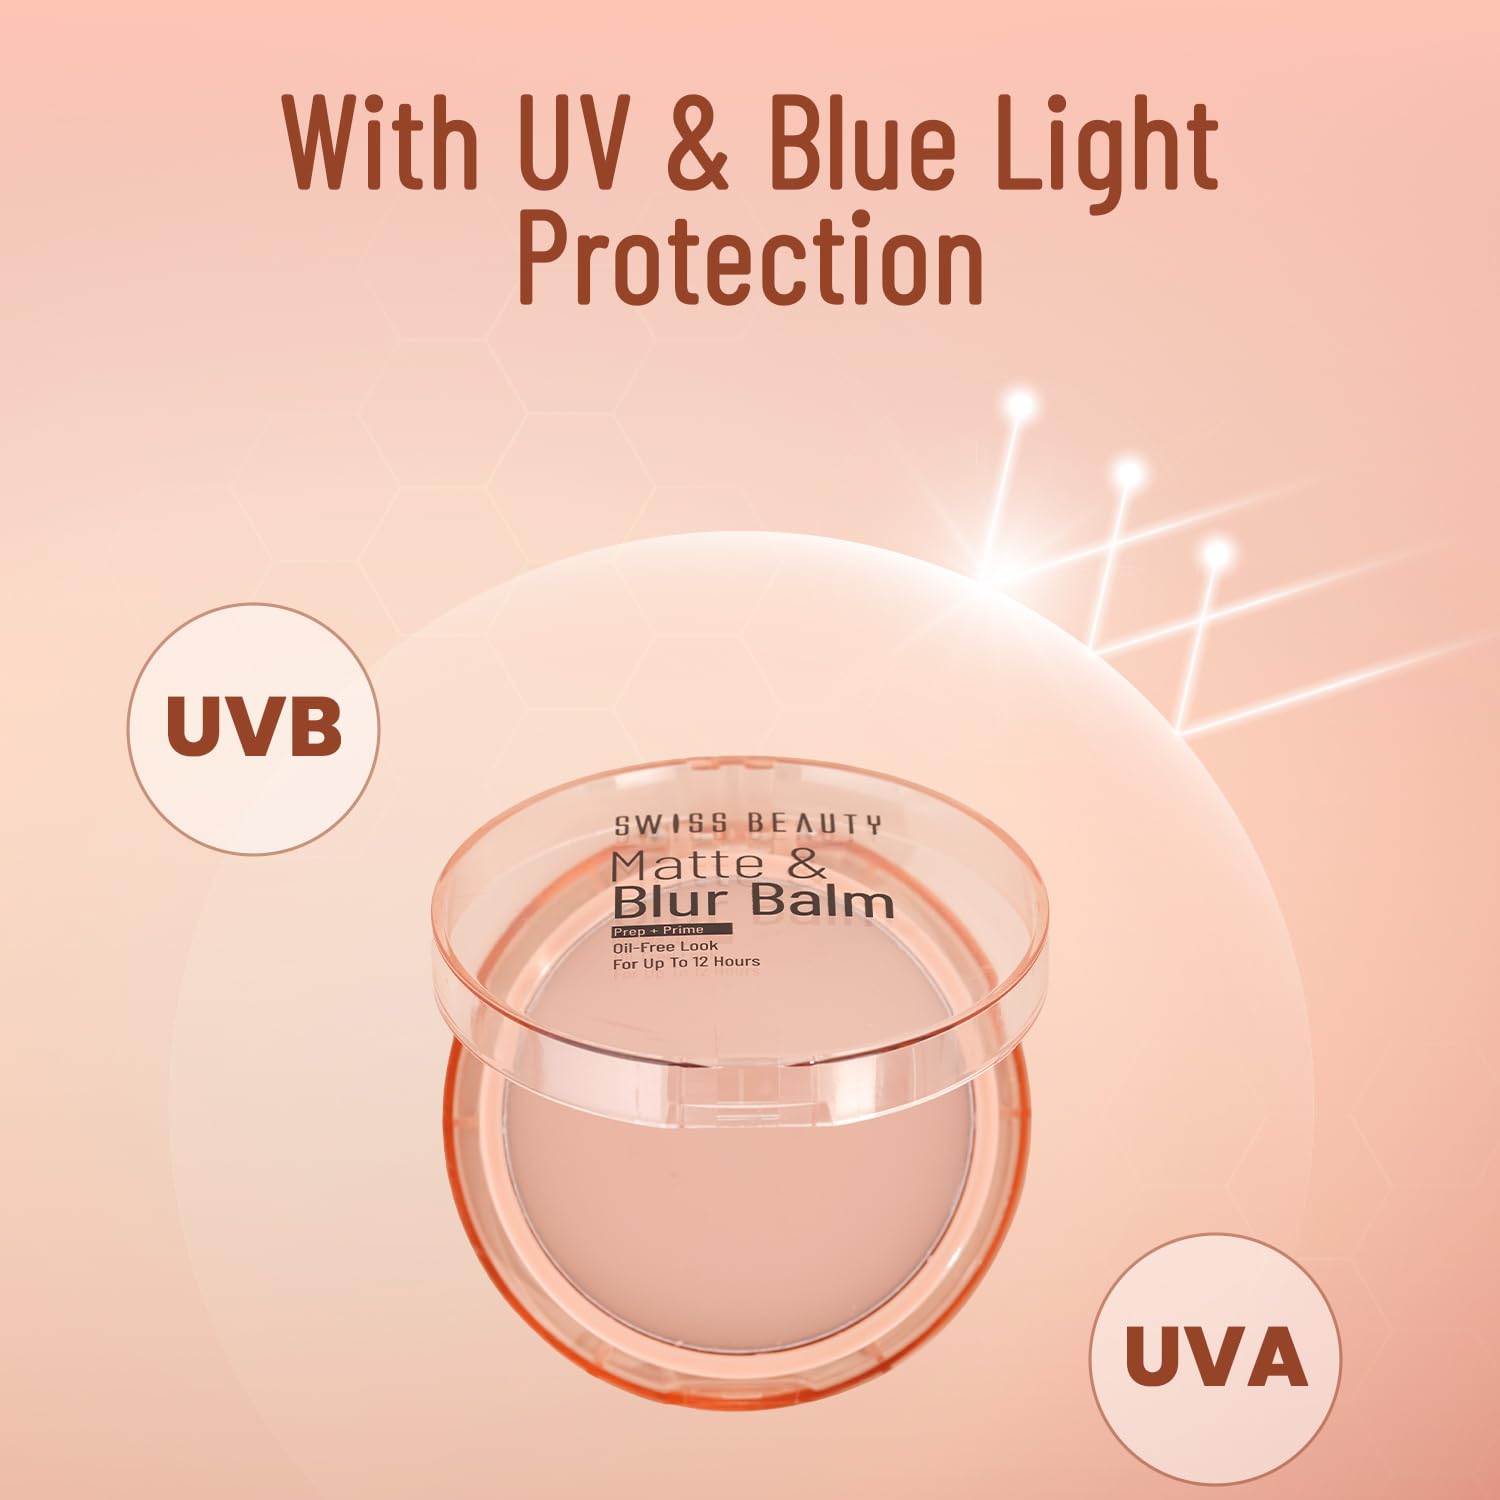 With UV & Blue Light
Protection
UVB
SWISS BEAUTY
Matte &
Blur Balm
Prep + Prime
Oil-Free Look
For Up To 12 Hours
UVA